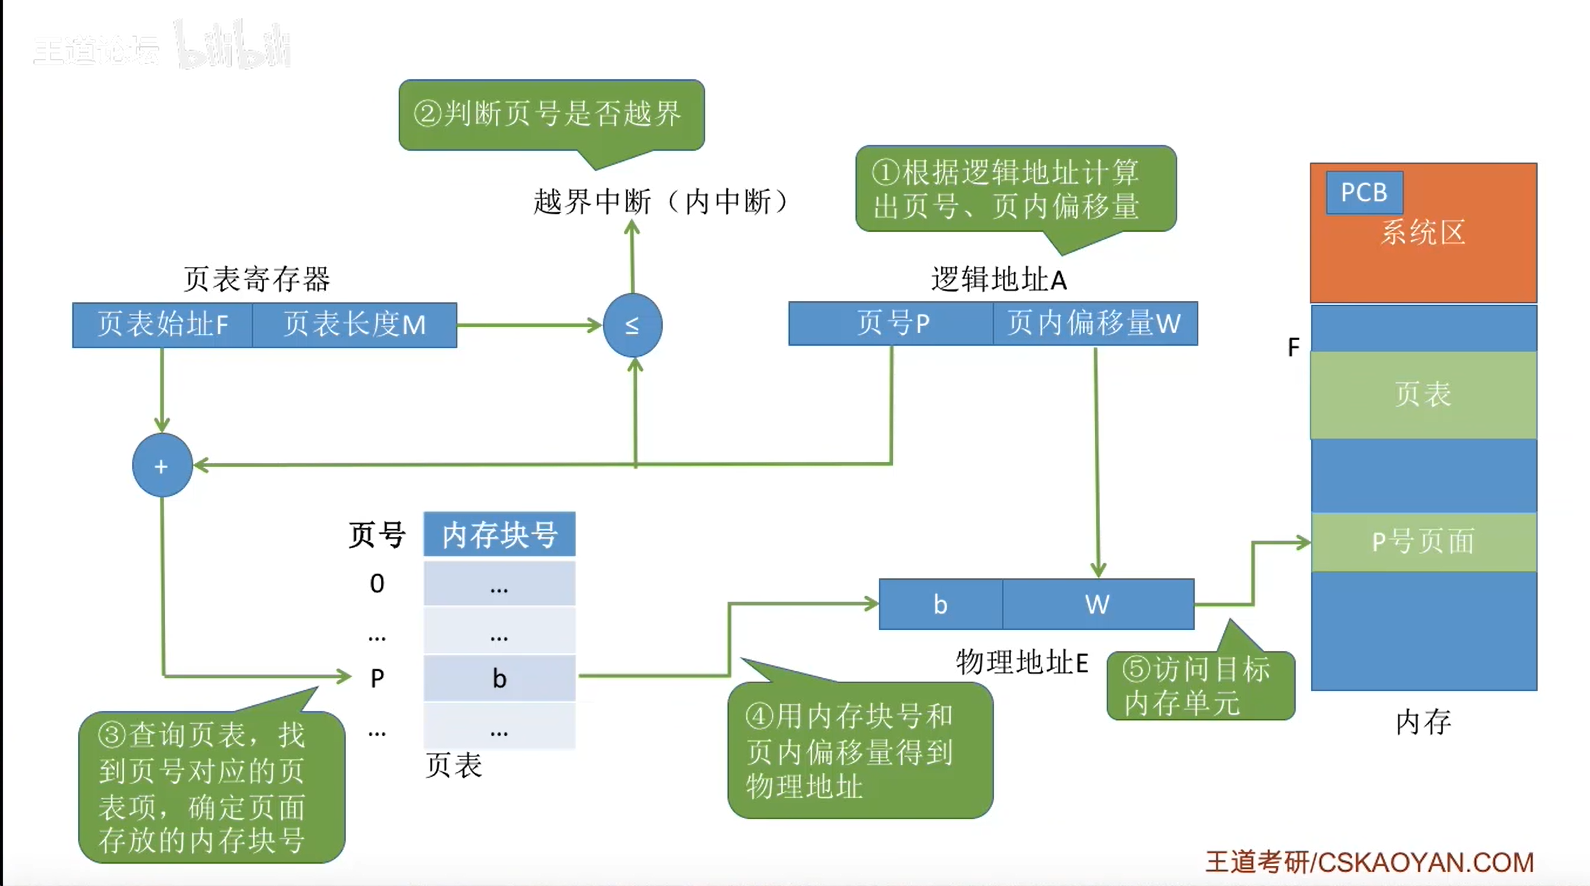 王道论坛 bilibili
②判断页号是否越界
越界中断（内中断）
①根据逻辑地址计算
出页号、页内偏移量
PCB
系统区
页表寄存器
逻辑地址A
页表始址F
页表长度M
≤
页号P
页内偏移量W
F
页表
+
P号页面
页号
内存块号
0
...
...
...
P
b
...
...
页表
b
W
物理地址E
⑤访问目标
内存单元
内存
③查询页表，找
到页号对应的页
表项，确定页面
存放的内存块号
④用内存块号和
页内偏移量得到
物理地址
王道考研/CSKAOYAN.COM